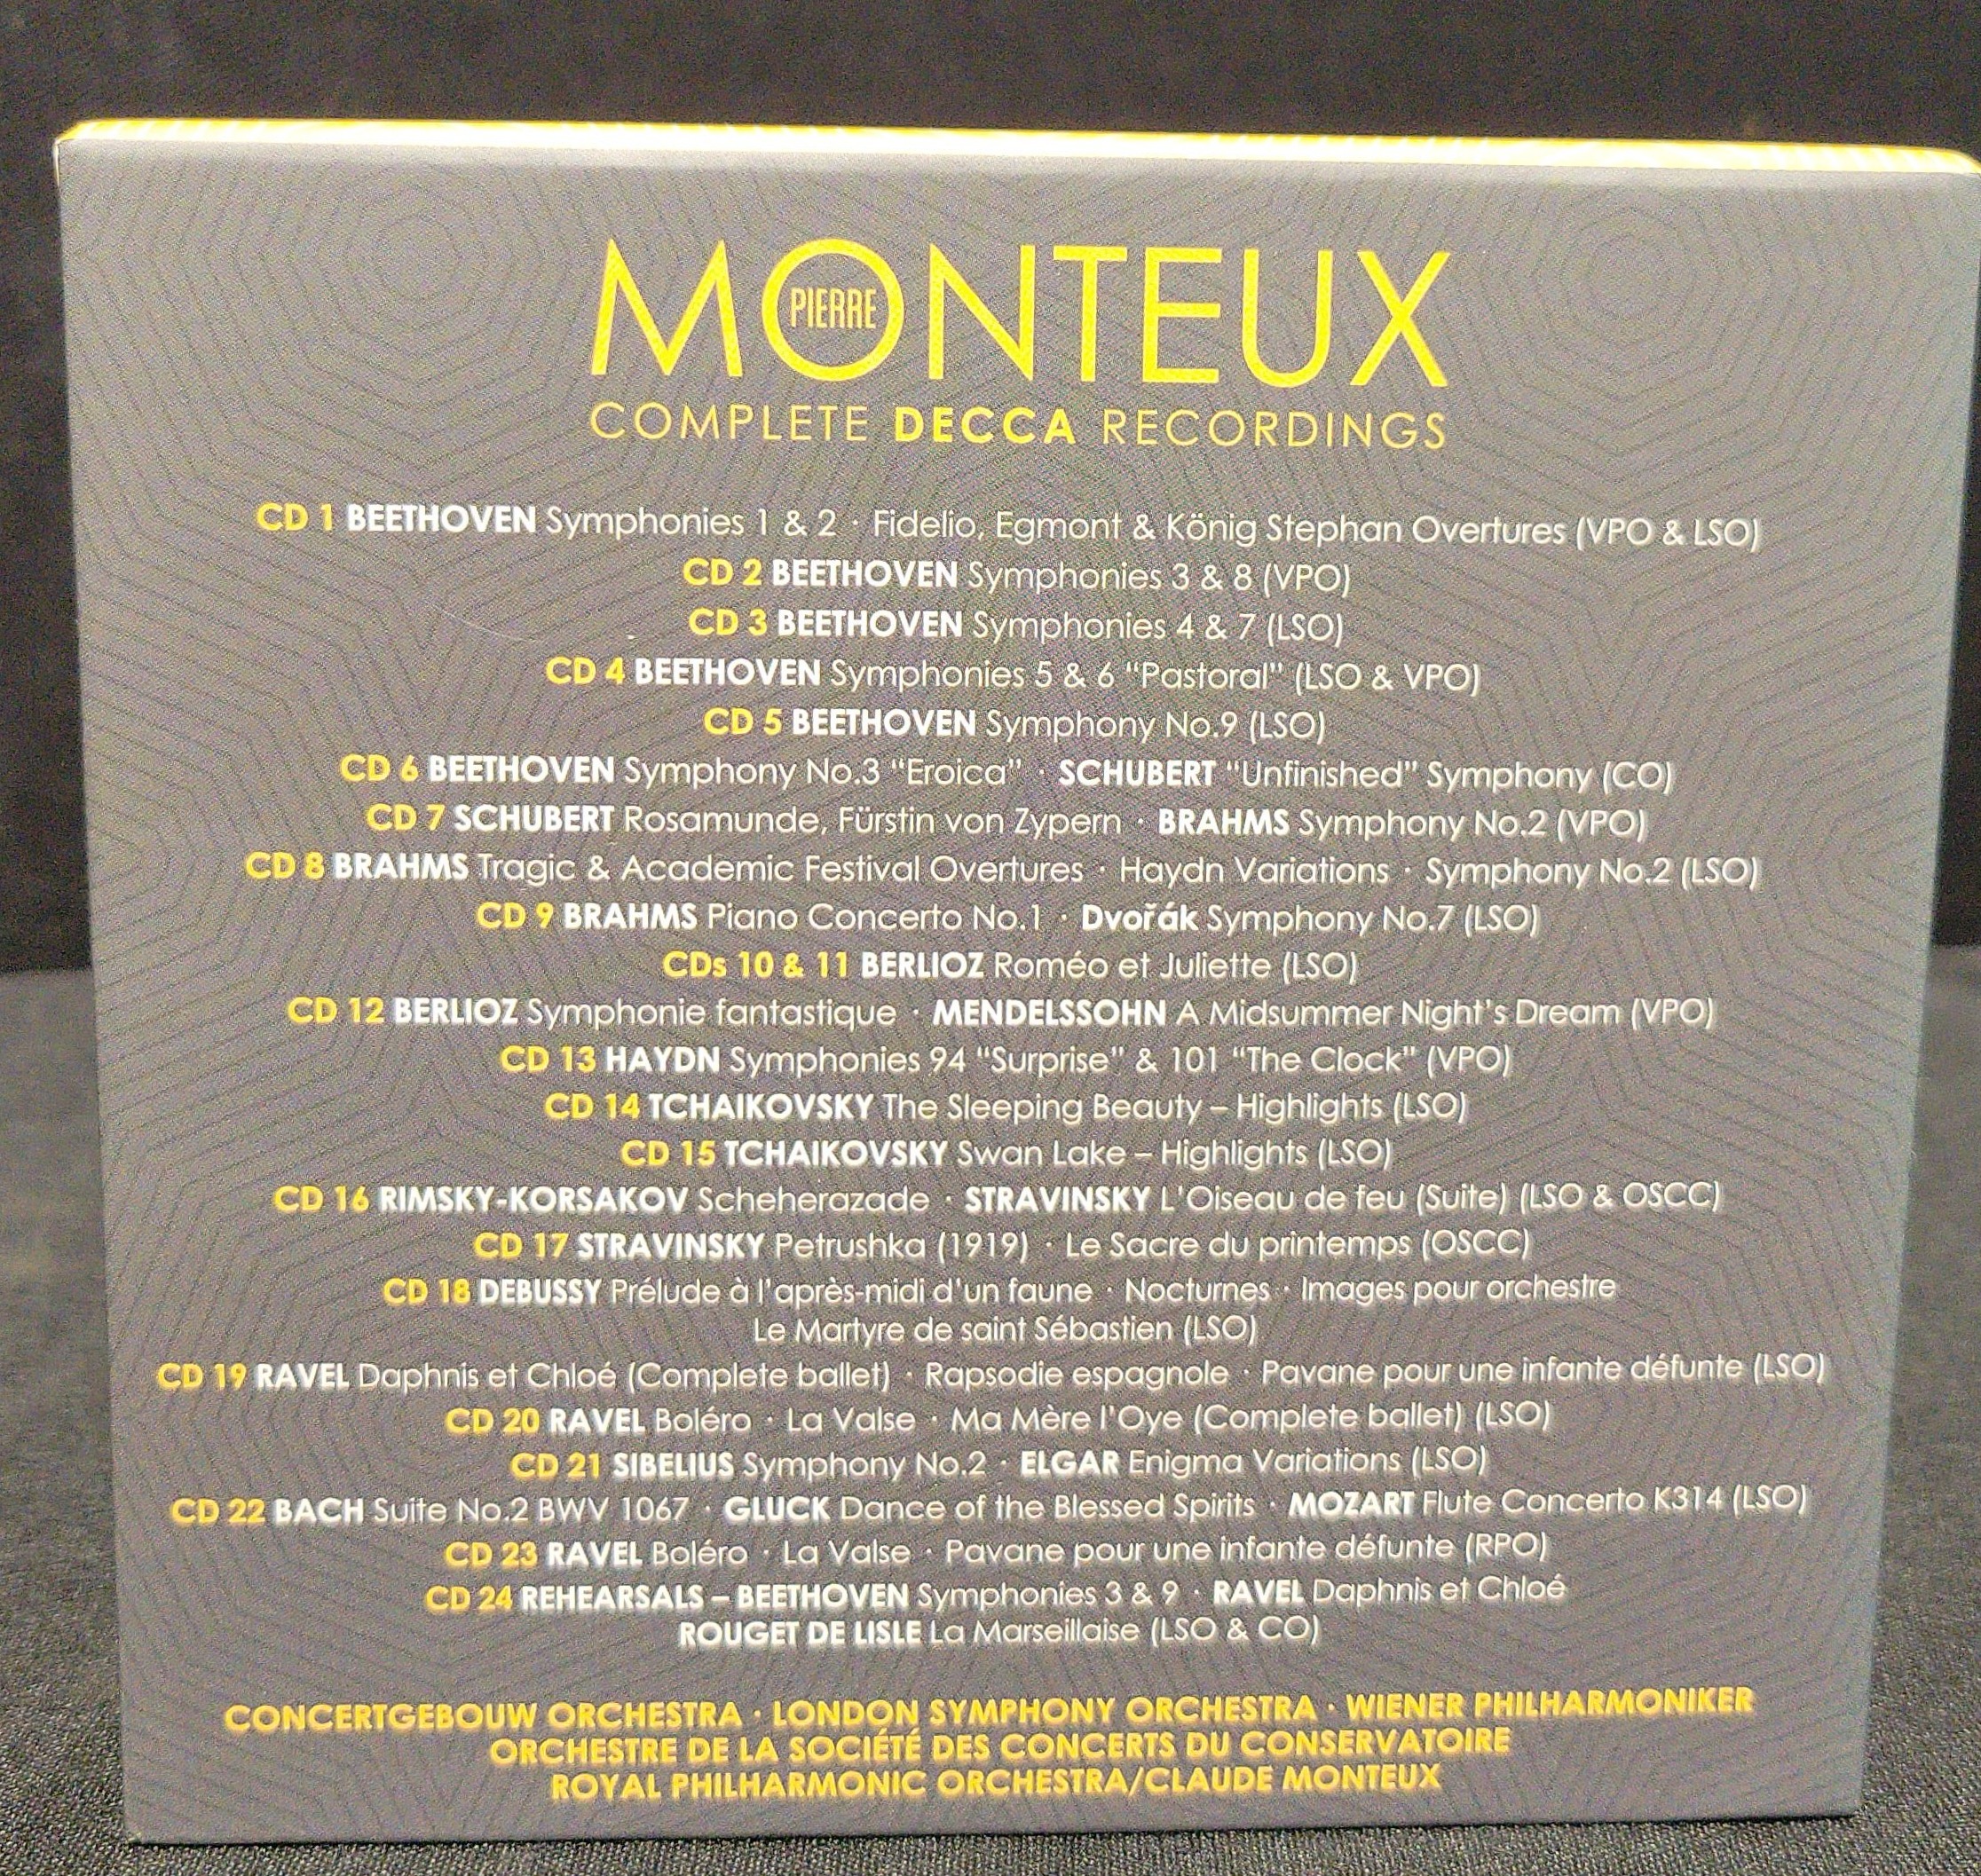 MONTEUX
PIERRE
COMPLETE DECCA RECORDINGS
CD 1 BEETHOVEN Symphonies 1 & 2 · Fidelio, Egmont & König Stephan Overtures (VPO & LSO)
CD 2 BEETHOVEN Symphonies 3 & 8 (VPO)
CD 3 BEETHOVEN Symphonies 4 & 7 (LSO)
CD 4 BEETHOVEN Symphonies 5 & 6 “Pastoral” (LSO & VPO)
CD 5 BEETHOVEN Symphony No.9 (LSO)
CD 6 BEETHOVEN Symphony No.3 “Eroica” · SCHUBERT “Unfinished” Symphony (CO)
CD 7 SCHUBERT Rosamunde, Fürstin von Zypern · BRAHMS Symphony No.2 (VPO)
CD 8 BRAHMS Tragic & Academic Festival Overtures · Haydn Variations · Symphony No.2 (LSO)
CD 9 BRAHMS Piano Concerto No.1 · Dvořák Symphony No.7 (LSO)
CDs 10 & 11 BERLIOZ Roméo et Juliette (LSO)
CD 12 BERLIOZ Symphonie fantastique · MENDELSSOHN A Midsummer Night’s Dream (VPO)
CD 13 HAYDN Symphonies 94 “Surprise” & 101 “The Clock” (VPO)
CD 14 TCHAIKOVSKY The Sleeping Beauty – Highlights (LSO)
CD 15 TCHAIKOVSKY Swan Lake – Highlights (LSO)
CD 16 RIMSKY-KORSAKOV Scheherazade · STRAVINSKY L’Oiseau de feu (Suite) (LSO & OSCC)
CD 17 STRAVINSKY Petrushka (1919) · Le Sacre du printemps (OSCC)
CD 18 DEBUSSY Prélude à l’après-midi d’un faune · Nocturnes · Images pour orchestre
Le Martyre de saint Sébastien (LSO)
CD 19 RAVEL Daphnis et Chloé (Complete ballet) · Rapsodie espagnole · Pavane pour une infante défunte (LSO)
CD 20 RAVEL Boléro · La Valse · Ma Mère l’Oye (Complete ballet) (LSO)
CD 21 SIBELIUS Symphony No.2 · ELGAR Enigma Variations (LSO)
CD 22 BACH Suite No.2 BWV 1067 · GLUCK Dance of the Blessed Spirits · MOZART Flute Concerto K314 (LSO)
CD 23 RAVEL Boléro · La Valse · Pavane pour une infante défunte (RPO)
CD 24 REHEARSALS – BEETHOVEN Symphonies 3 & 9 · RAVEL Daphnis et Chloé
ROUGET DE LISLE La Marseillaise (LSO & CO)
CONCERTGEBOUW ORCHESTRA · LONDON SYMPHONY ORCHESTRA · WIENER PHILHARMONIKER
ORCHESTRE DE LA SOCIÉTÉ DES CONCERTS DU CONSERVATOIRE
ROYAL PHILHARMONIC ORCHESTRA/CLAUDE MONTEUX